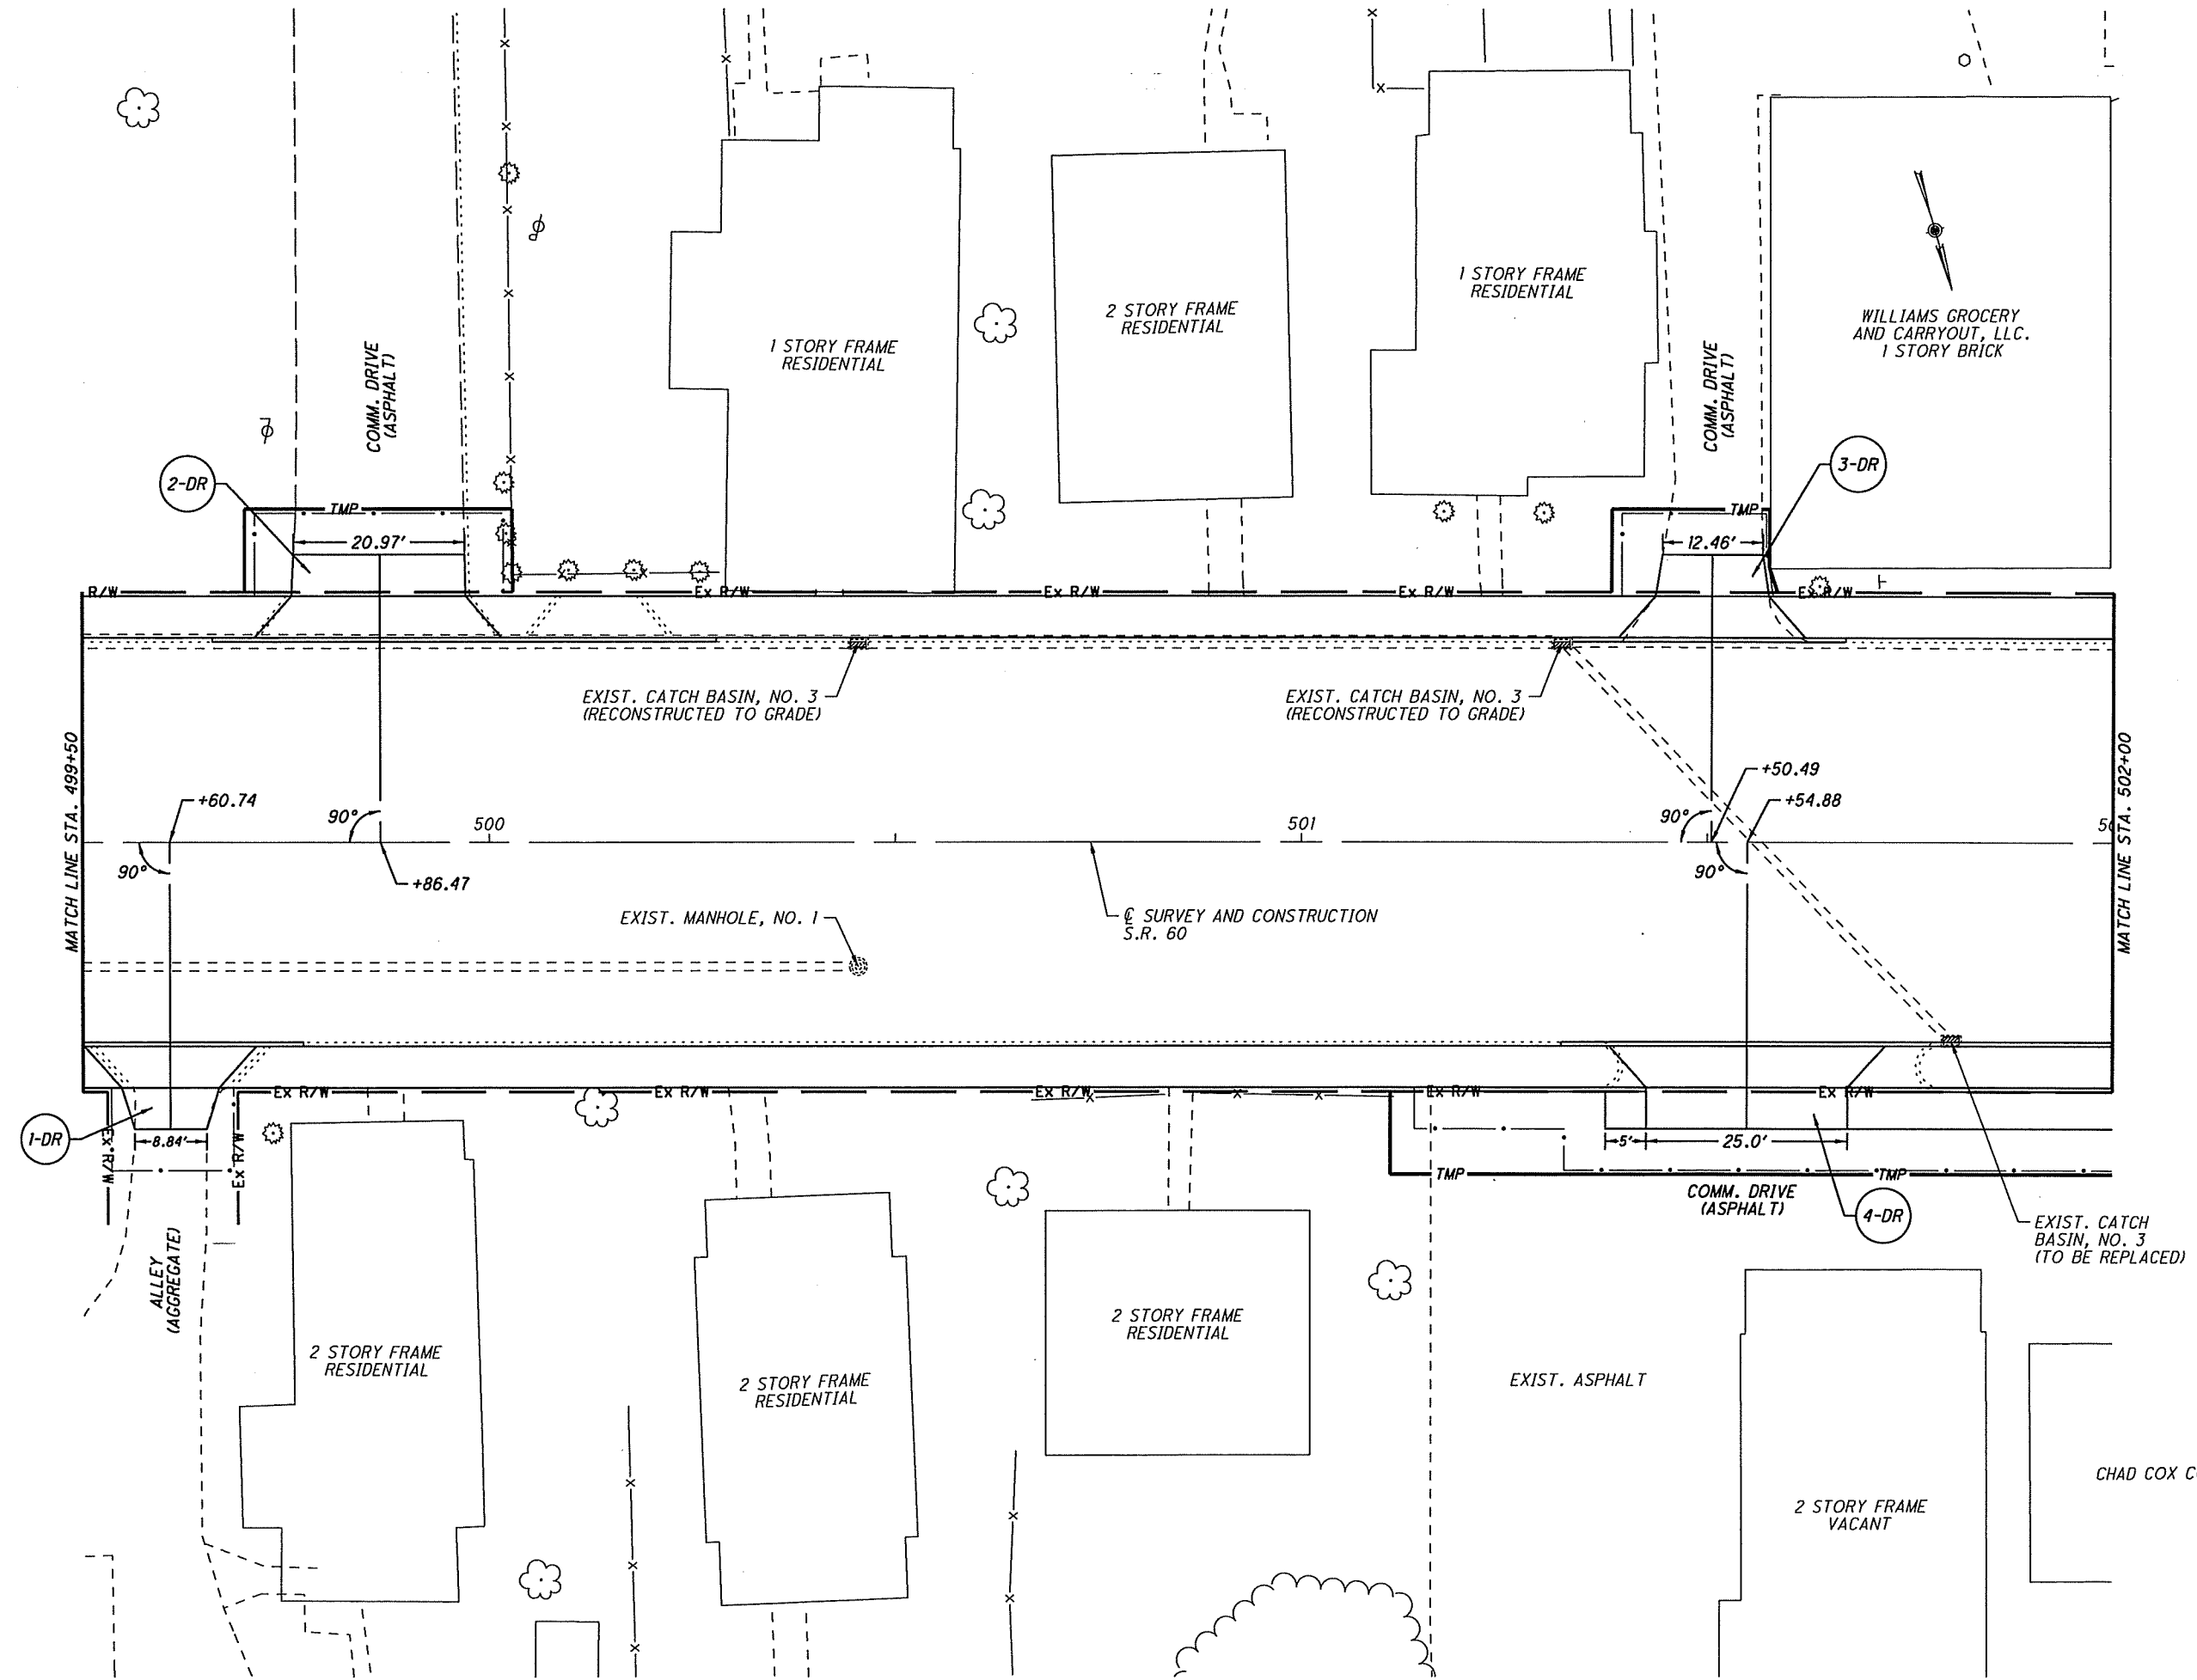 1 STORY FRAME
RESIDENTIAL
2 STORY FRAME
RESIDENTIAL
1 STORY FRAME
RESIDENTIAL
WILLIAMS GROCERY
AND CARRYOUT, LLC.
1 STORY BRICK
COMM. DRIVE
(ASPHALT)
COMM. DRIVE
(ASPHALT)
2-DR
3-DR
TMP
TMP
20.97'
12.46'
R/W
Ex R/W
Ex R/W
Ex R/W
Ex R/W
EXIST. CATCH BASIN, NO. 3
(RECONSTRUCTED TO GRADE)
EXIST. CATCH BASIN, NO. 3
(RECONSTRUCTED TO GRADE)
MATCH LINE STA. 499+50
MATCH LINE STA. 502+00
+60.74
90°
500
501
90°
+50.49
+54.88
90°
+86.47
90°
EXIST. MANHOLE, NO. 1
℄ SURVEY AND CONSTRUCTION
S.R. 60
Ex R/W
Ex R/W
Ex R/W
Ex R/W
Ex R/W
1-DR
8.84'
Ex R/W
Ex R/W
5'
25.0'
TMP
TMP
COMM. DRIVE
(ASPHALT)
4-DR
EXIST. CATCH
BASIN, NO. 3
(TO BE REPLACED)
ALLEY
(AGGREGATE)
2 STORY FRAME
RESIDENTIAL
2 STORY FRAME
RESIDENTIAL
2 STORY FRAME
RESIDENTIAL
EXIST. ASPHALT
2 STORY FRAME
VACANT
CHAD COX C